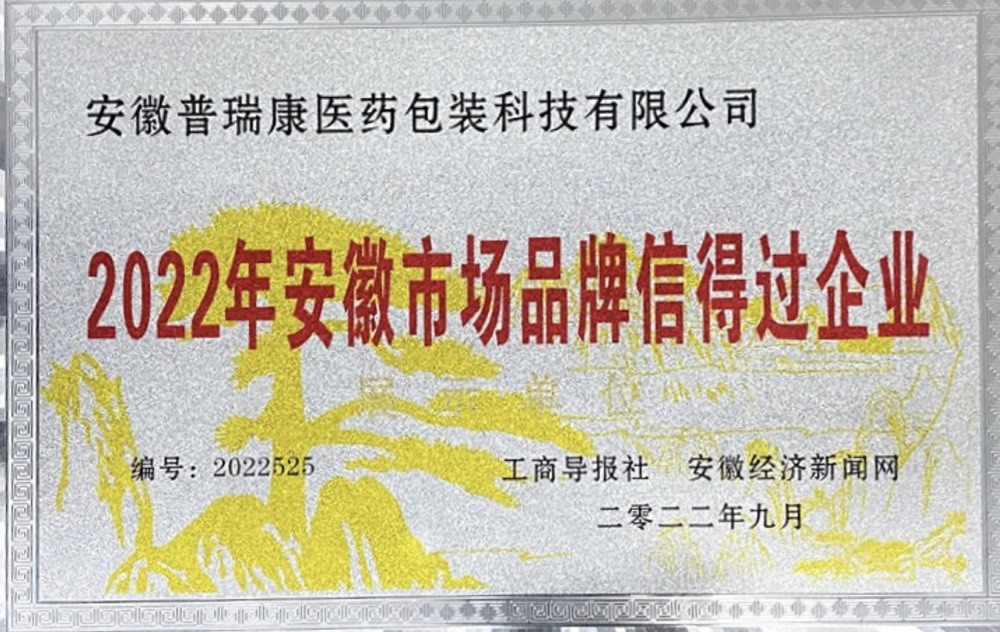 安徽普瑞康医药包装科技有限公司
2022年安徽市场品牌信得过企业
编号：2022525
工商导报社 安徽经济新闻网
二零二二年九月